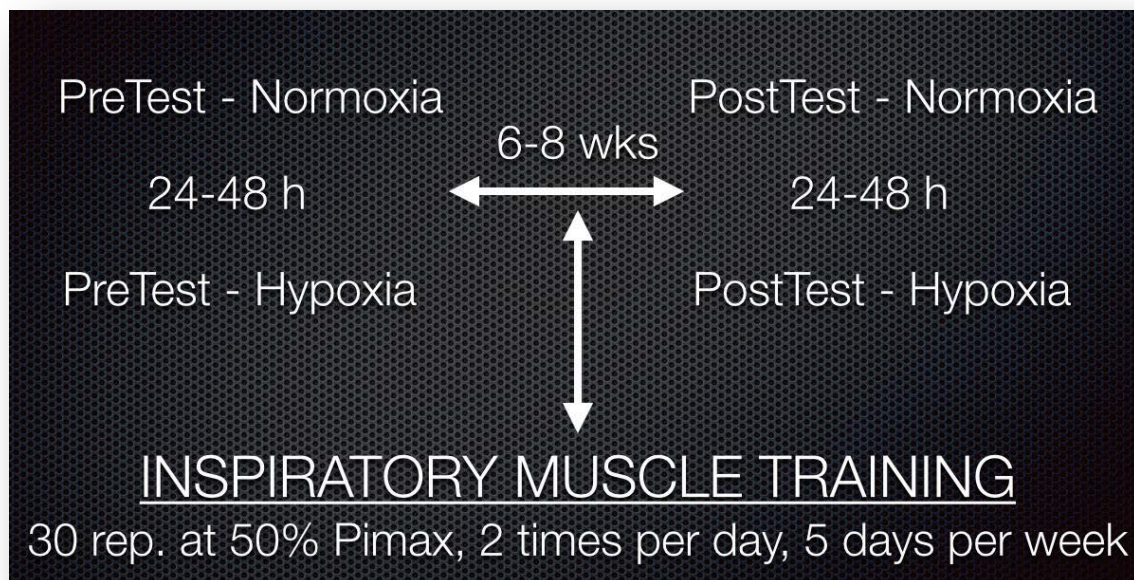 PreTest - Normoxia
PostTest - Normoxia
6-8 wks
24-48 h
24-48 h
PreTest - Hypoxia
PostTest - Hypoxia
INSPIRATORY MUSCLE TRAINING
30 rep. at 50% Pimax, 2 times per day, 5 days per week